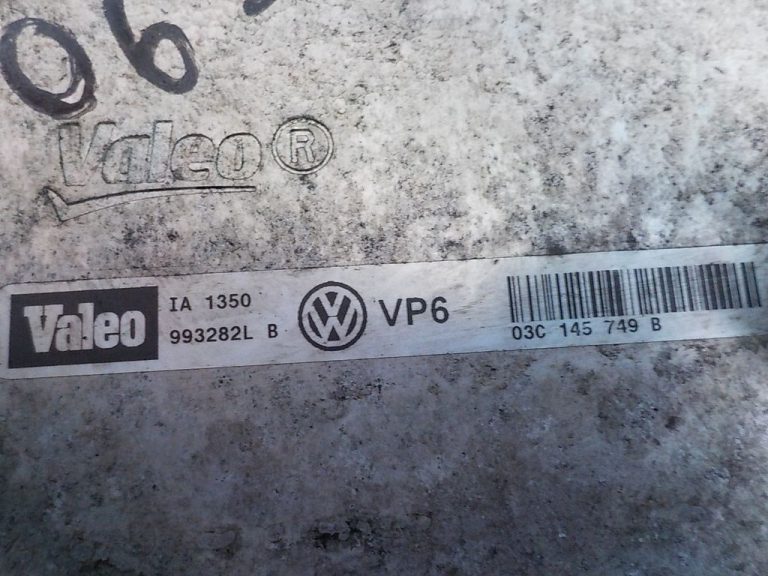 06
Valeo ®
Valeo
IA 1350
993282L B
VP6
03C 145 749 B